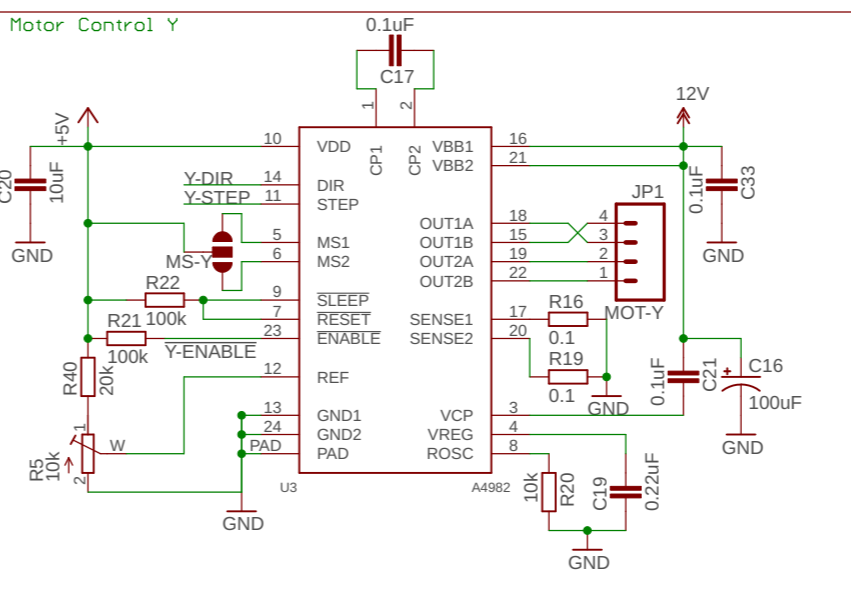 Motor Control Y
0.1uF
C17
1
2
+5V
12V
C20
10uF
GND
10
VDD
CP1
CP2
VBB1
16
VBB2
21
0.1uF
C33
GND
Y-DIR
14
DIR
Y-STEP
11
STEP
5
MS1
6
MS2
MS-Y
OUT1A
18
OUT1B
15
OUT2A
19
OUT2B
22
JP1
4
3
2
1
MOT-Y
R22
100k
9
SLEEP
7
RESET
R21
100k
23
ENABLE
Y-ENABLE
SENSE1
17
R16
0.1
SENSE2
20
R19
0.1
GND
R40
20k
12
REF
0.1uF
C21
C16
+
100uF
GND
R5
10k
1
W
2
13
GND1
24
GND2
PAD
PAD
VCP
3
VREG
4
ROSC
8
U3
A4982
GND
10k
R20
C19
0.22uF
GND